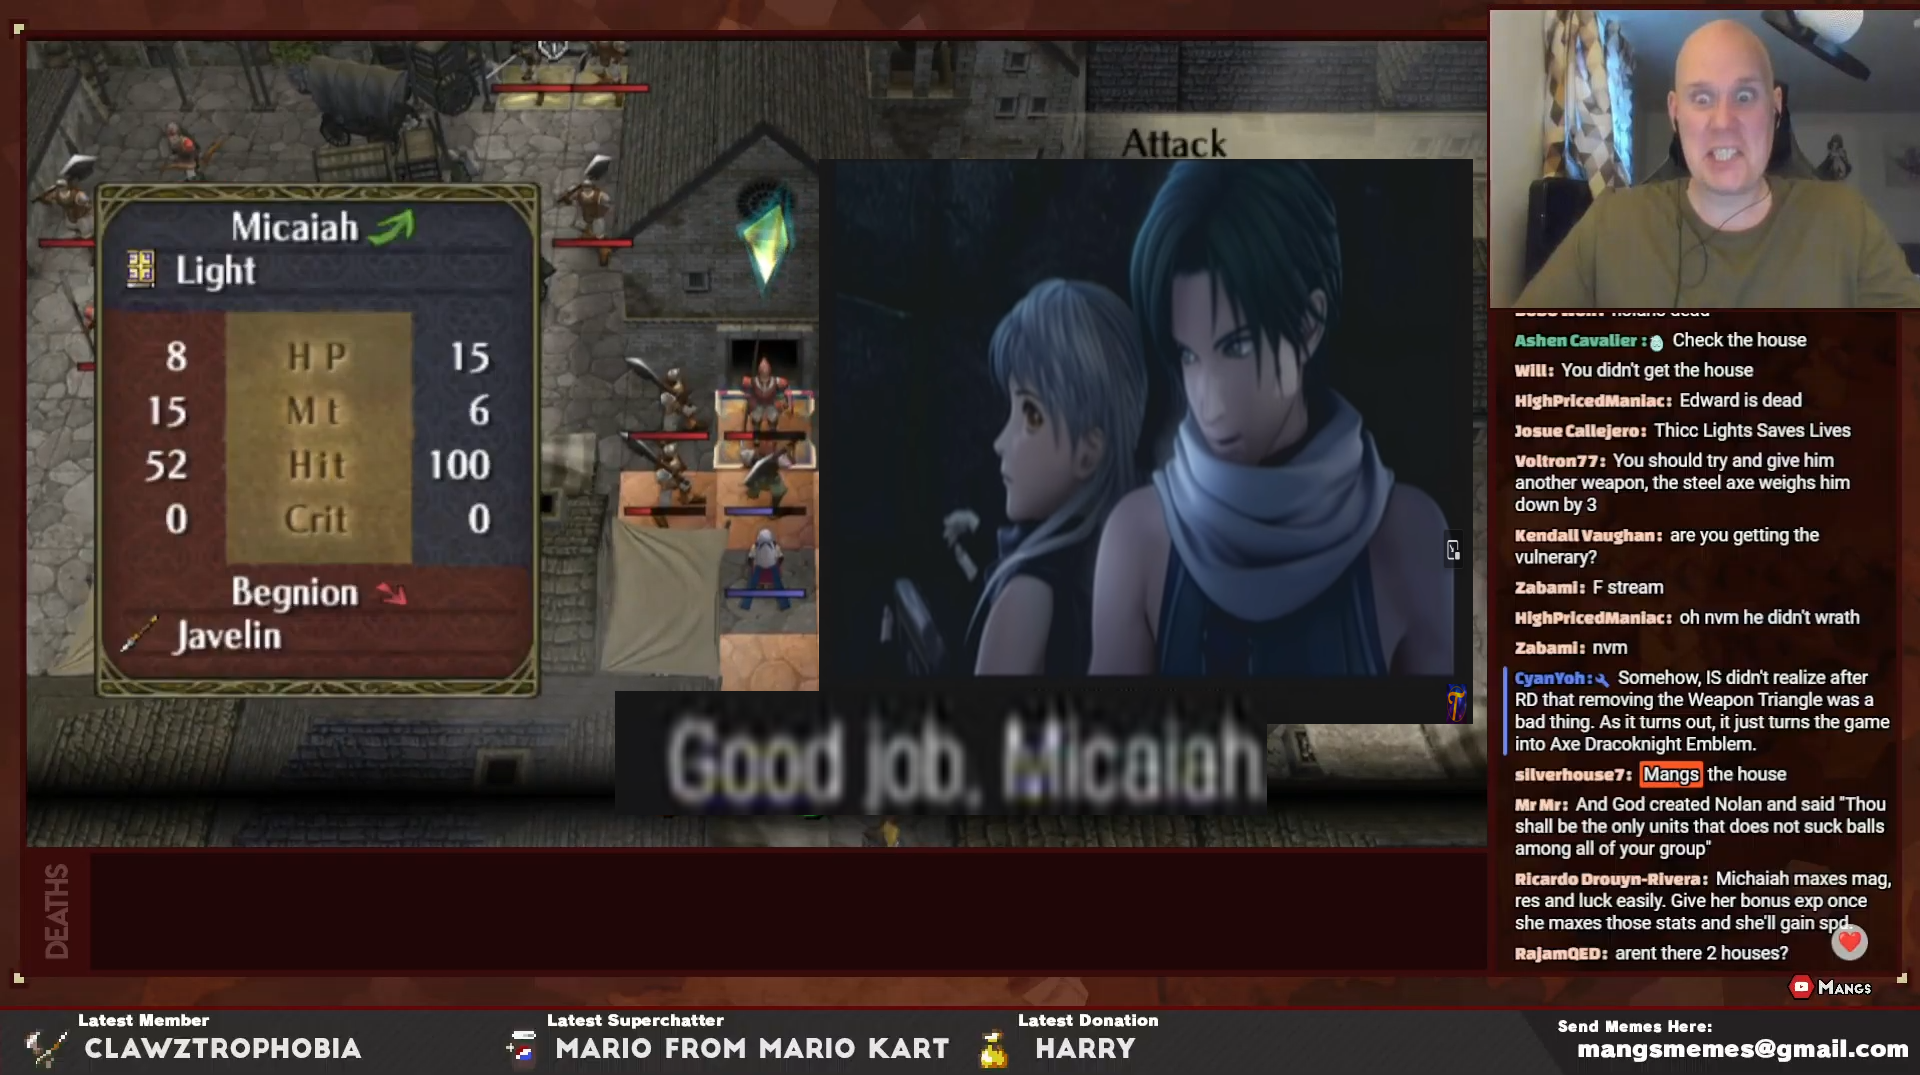 Attack
Micaiah
Light
8 HP 15
15 Mt 6
52 Hit 100
0 Crit 0
Begnion
Javelin
Good job, Micaiah
DEATHS
Ashen Cavalier: Check the house
Will: You didn't get the house
HighPricedManiac: Edward is dead
Josue Callejero: Thicc Lights Saves Lives
Voltron77: You should try and give him
another weapon, the steel axe weighs him
down by 3
Kendall Vaughan: are you getting the
vulnerary?
Zabami: F stream
HighPricedManiac: oh nvm he didn't wrath
Zabami: nvm
CyanYoh: Somehow, IS didn't realize after
RD that removing the Weapon Triangle was a
bad thing. As it turns out, it just turns the game
into Axe Dracoknight Emblem.
silverhouse7: Mangs the house
Mr Mr: And God created Nolan and said "Thou
shall be the only units that does not suck balls
among all of your group"
Ricardo Drouyn-Rivera: Michaiah maxes mag,
res and luck easily. Give her bonus exp once
she maxes those stats and she'll gain spd.
RajamQED: arent there 2 houses?
MANGS
Latest Member
CLAWZTROPHOBIA
Latest Superchatter
MARIO FROM MARIO KART
Latest Donation
HARRY
Send Memes Here:
mangsmemes@gmail.com